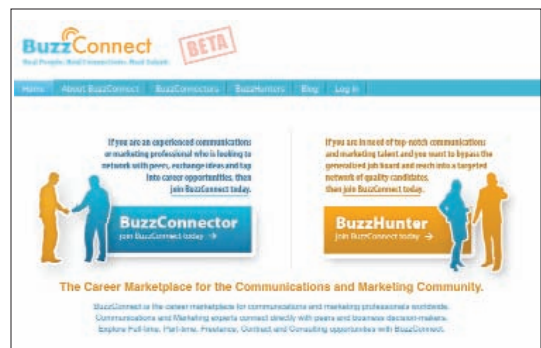 BuzzConnect BETA
Real People. Real Connections. Real Talent.
Home About BuzzConnect BuzzConnectors BuzzHunters Blog Log In
If you are an experienced communications
or marketing professional who is looking to
network with peers, exchange ideas and tap
into career opportunities, then
join BuzzConnect today.
BuzzConnector
Join BuzzConnect today →
If you are in need of top-notch communications
and marketing talent and you want to bypass the
generalized job board and reach into a targeted
network of quality candidates,
then join BuzzConnect today.
BuzzHunter
Join BuzzConnect today →
The Career Marketplace for the Communications and Marketing Community.
BuzzConnect is the career marketplace for communications and marketing professionals worldwide.
Communications and Marketing experts connect directly with peers and business decision-makers.
Explore Full-time, Part-time, Freelance, Contract and Consulting opportunities with BuzzConnect.